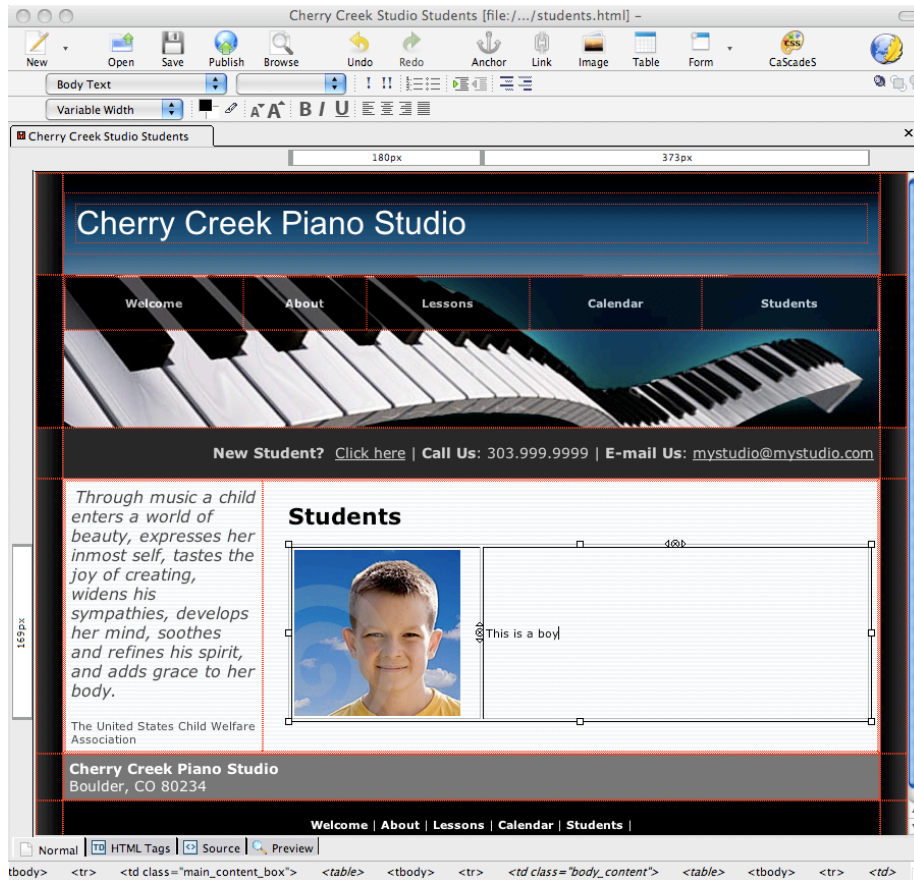 Cherry Creek Studio Students [file:/.../students.html] –
New Open Save Publish Browse Undo Redo Anchor Link Image Table Form CaScadeS
Body Text
Variable Width
A A B I U
Cherry Creek Studio Students
180px 373px
Cherry Creek Piano Studio
Welcome About Lessons Calendar Students
New Student? Click here | Call Us: 303.999.9999 | E-mail Us: mystudio@mystudio.com
Through music a child
enters a world of
beauty, expresses her
inmost self, tastes the
joy of creating,
widens his
sympathies, develops
her mind, soothes
and refines his spirit,
and adds grace to her
body.
The United States Child Welfare
Association
Students
This is a boy
169px
Cherry Creek Piano Studio
Boulder, CO 80234
Welcome | About | Lessons | Calendar | Students |
Normal TD HTML Tags Source Preview
tbody> <tr> <td class="main_content_box"> <table> <tbody> <tr> <td class="body_content"> <table> <tbody> <tr> <td>